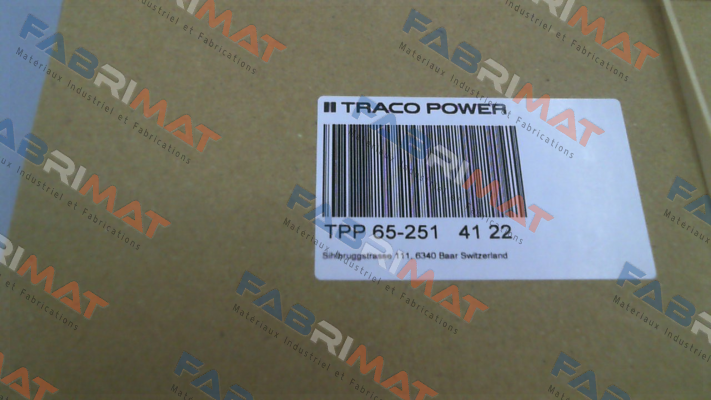 TRACO POWER
TPP 65-251 41 22
Sihlbruggstrasse 111, 6340 Baar Switzerland
FABRIMAT
Materiaux Industriel et Fabrications